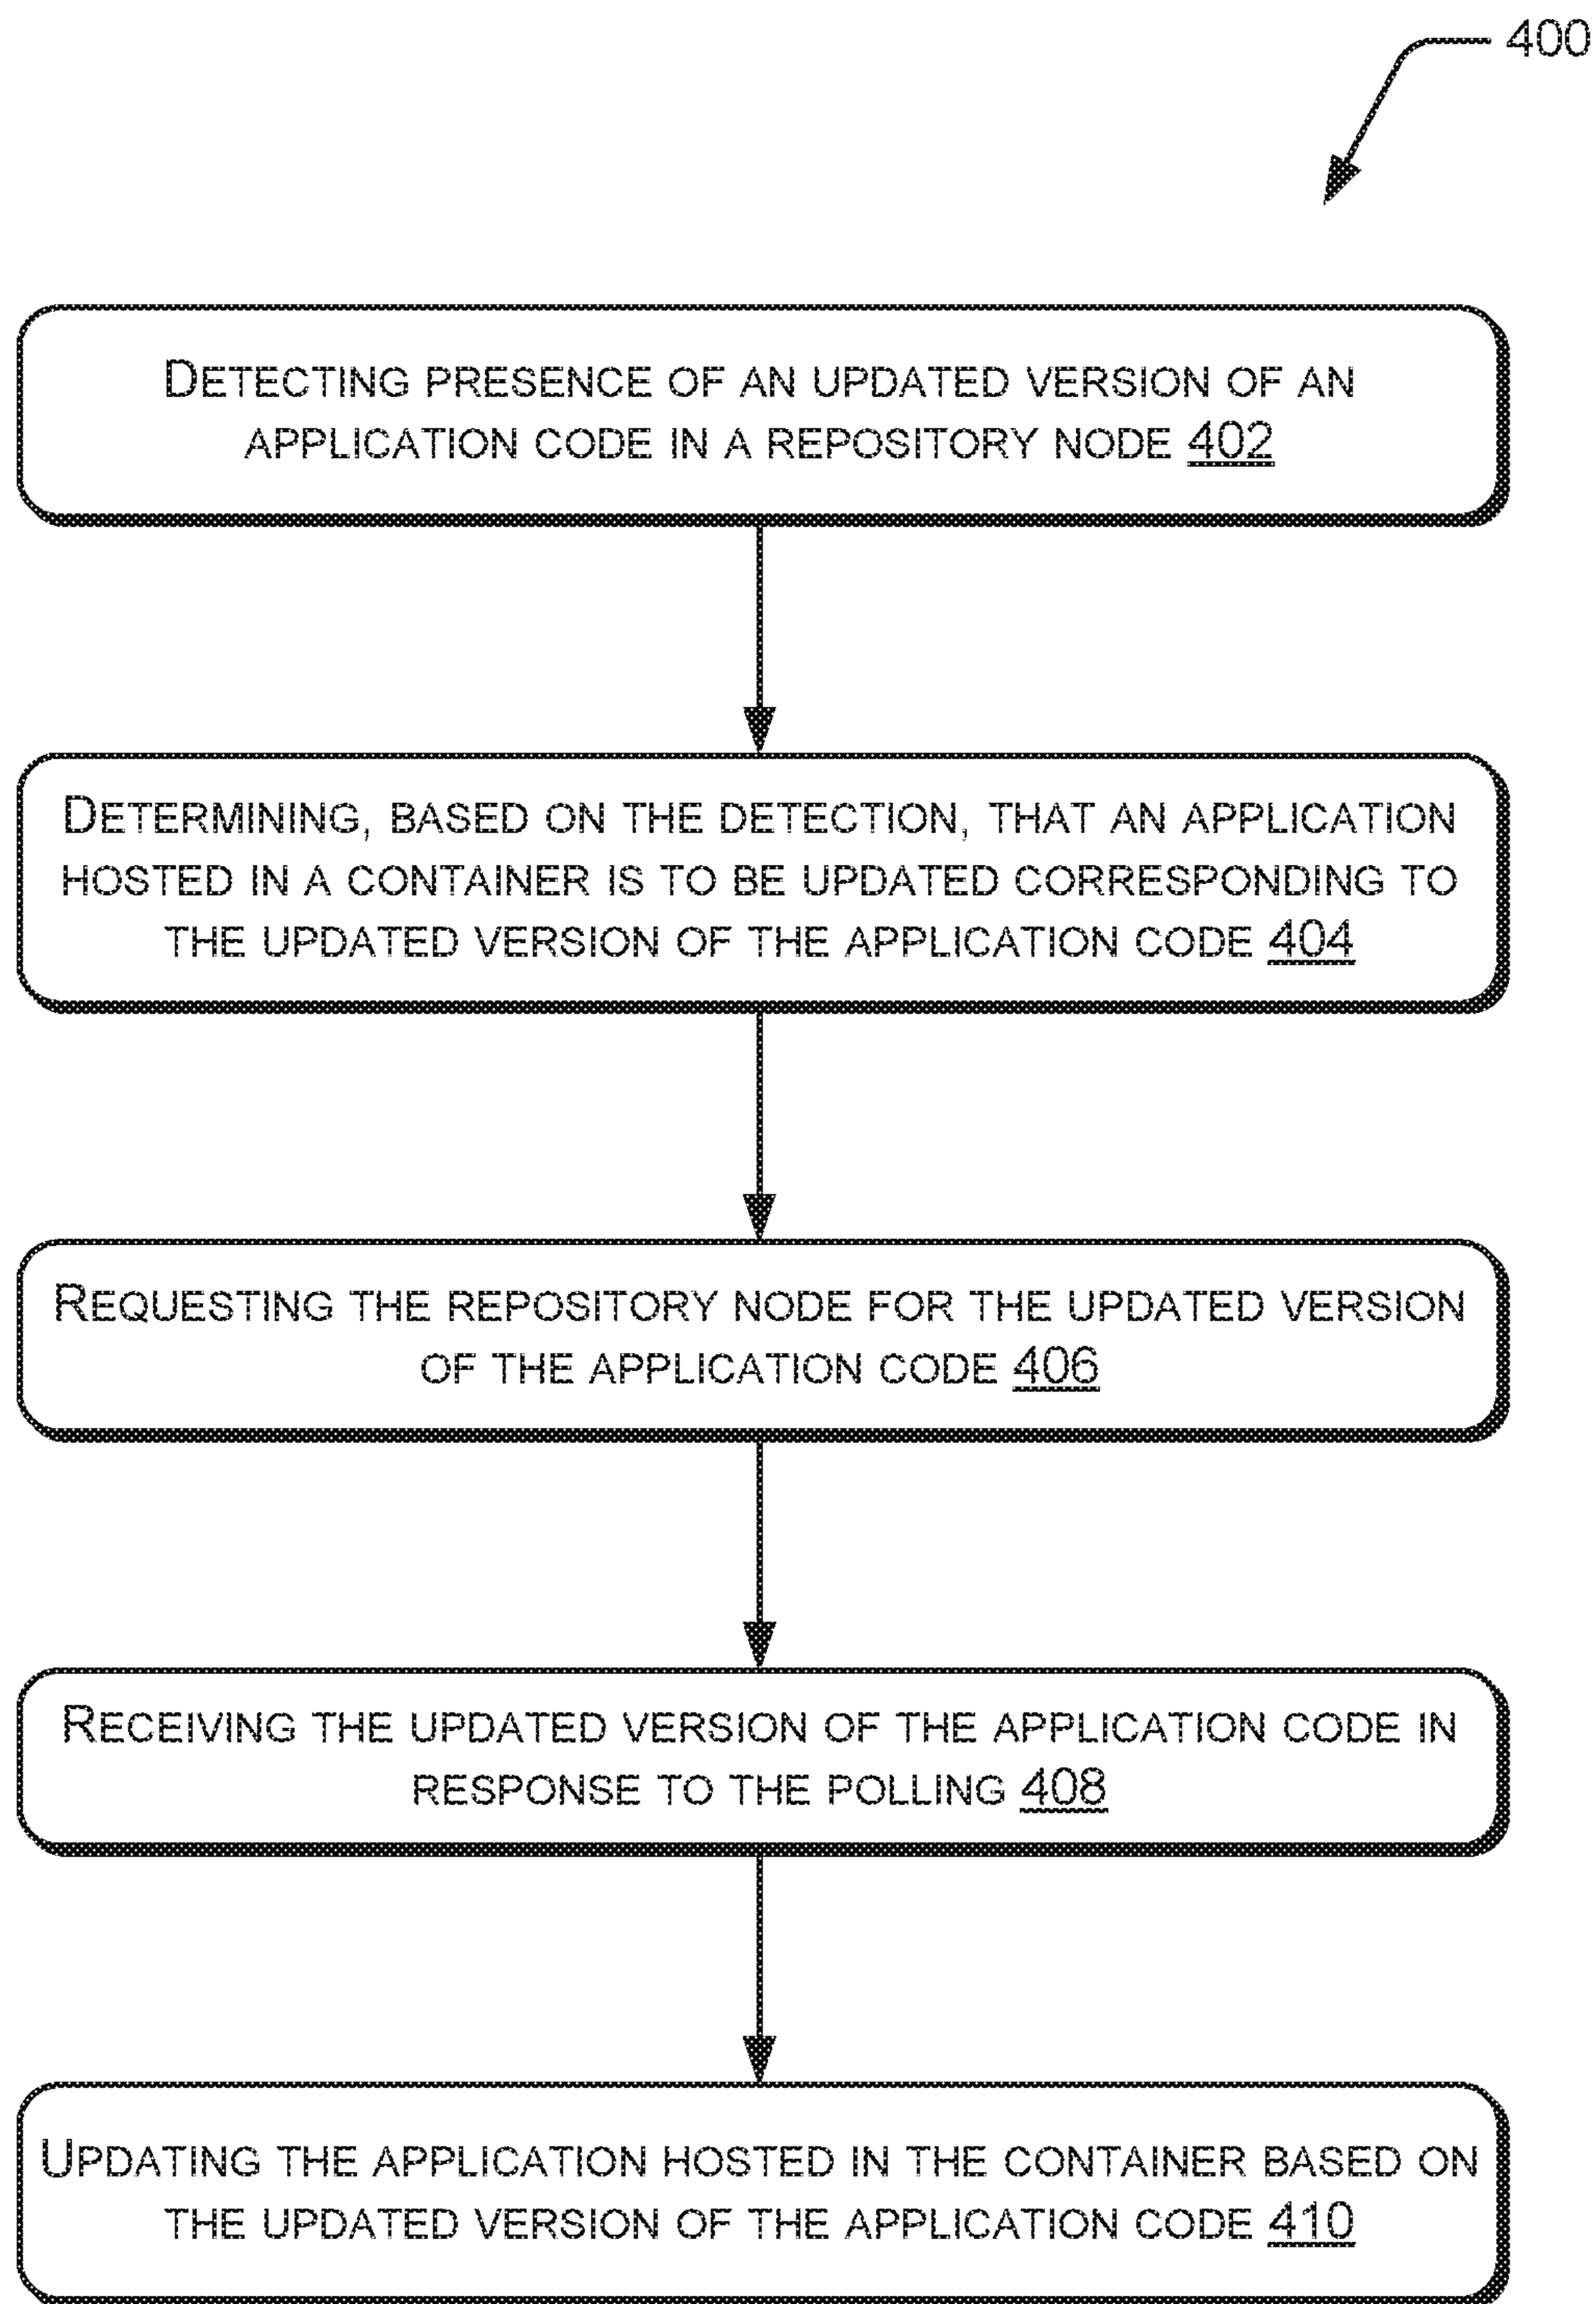 400
DETECTING PRESENCE OF AN UPDATED VERSION OF AN
APPLICATION CODE IN A REPOSITORY NODE 402
DETERMINING, BASED ON THE DETECTION, THAT AN APPLICATION
HOSTED IN A CONTAINER IS TO BE UPDATED CORRESPONDING TO
THE UPDATED VERSION OF THE APPLICATION CODE 404
REQUESTING THE REPOSITORY NODE FOR THE UPDATED VERSION
OF THE APPLICATION CODE 406
RECEIVING THE UPDATED VERSION OF THE APPLICATION CODE IN
RESPONSE TO THE POLLING 408
UPDATING THE APPLICATION HOSTED IN THE CONTAINER BASED ON
THE UPDATED VERSION OF THE APPLICATION CODE 410